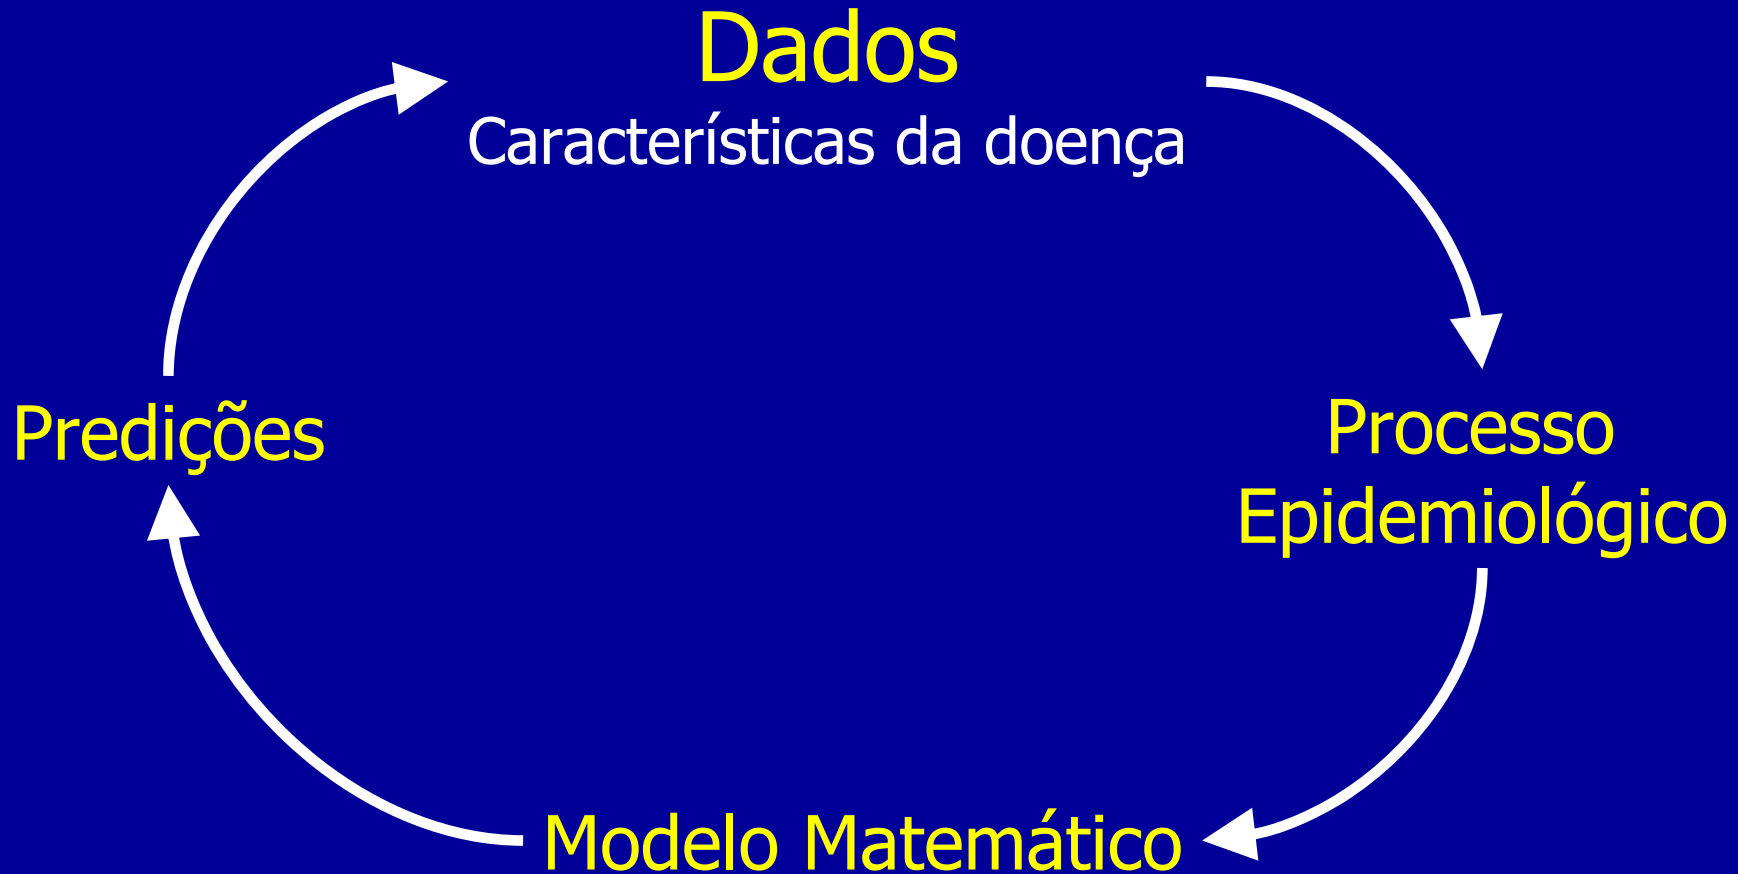 Dados
Características da doença
Predições
Processo
Epidemiológico
Modelo Matemático